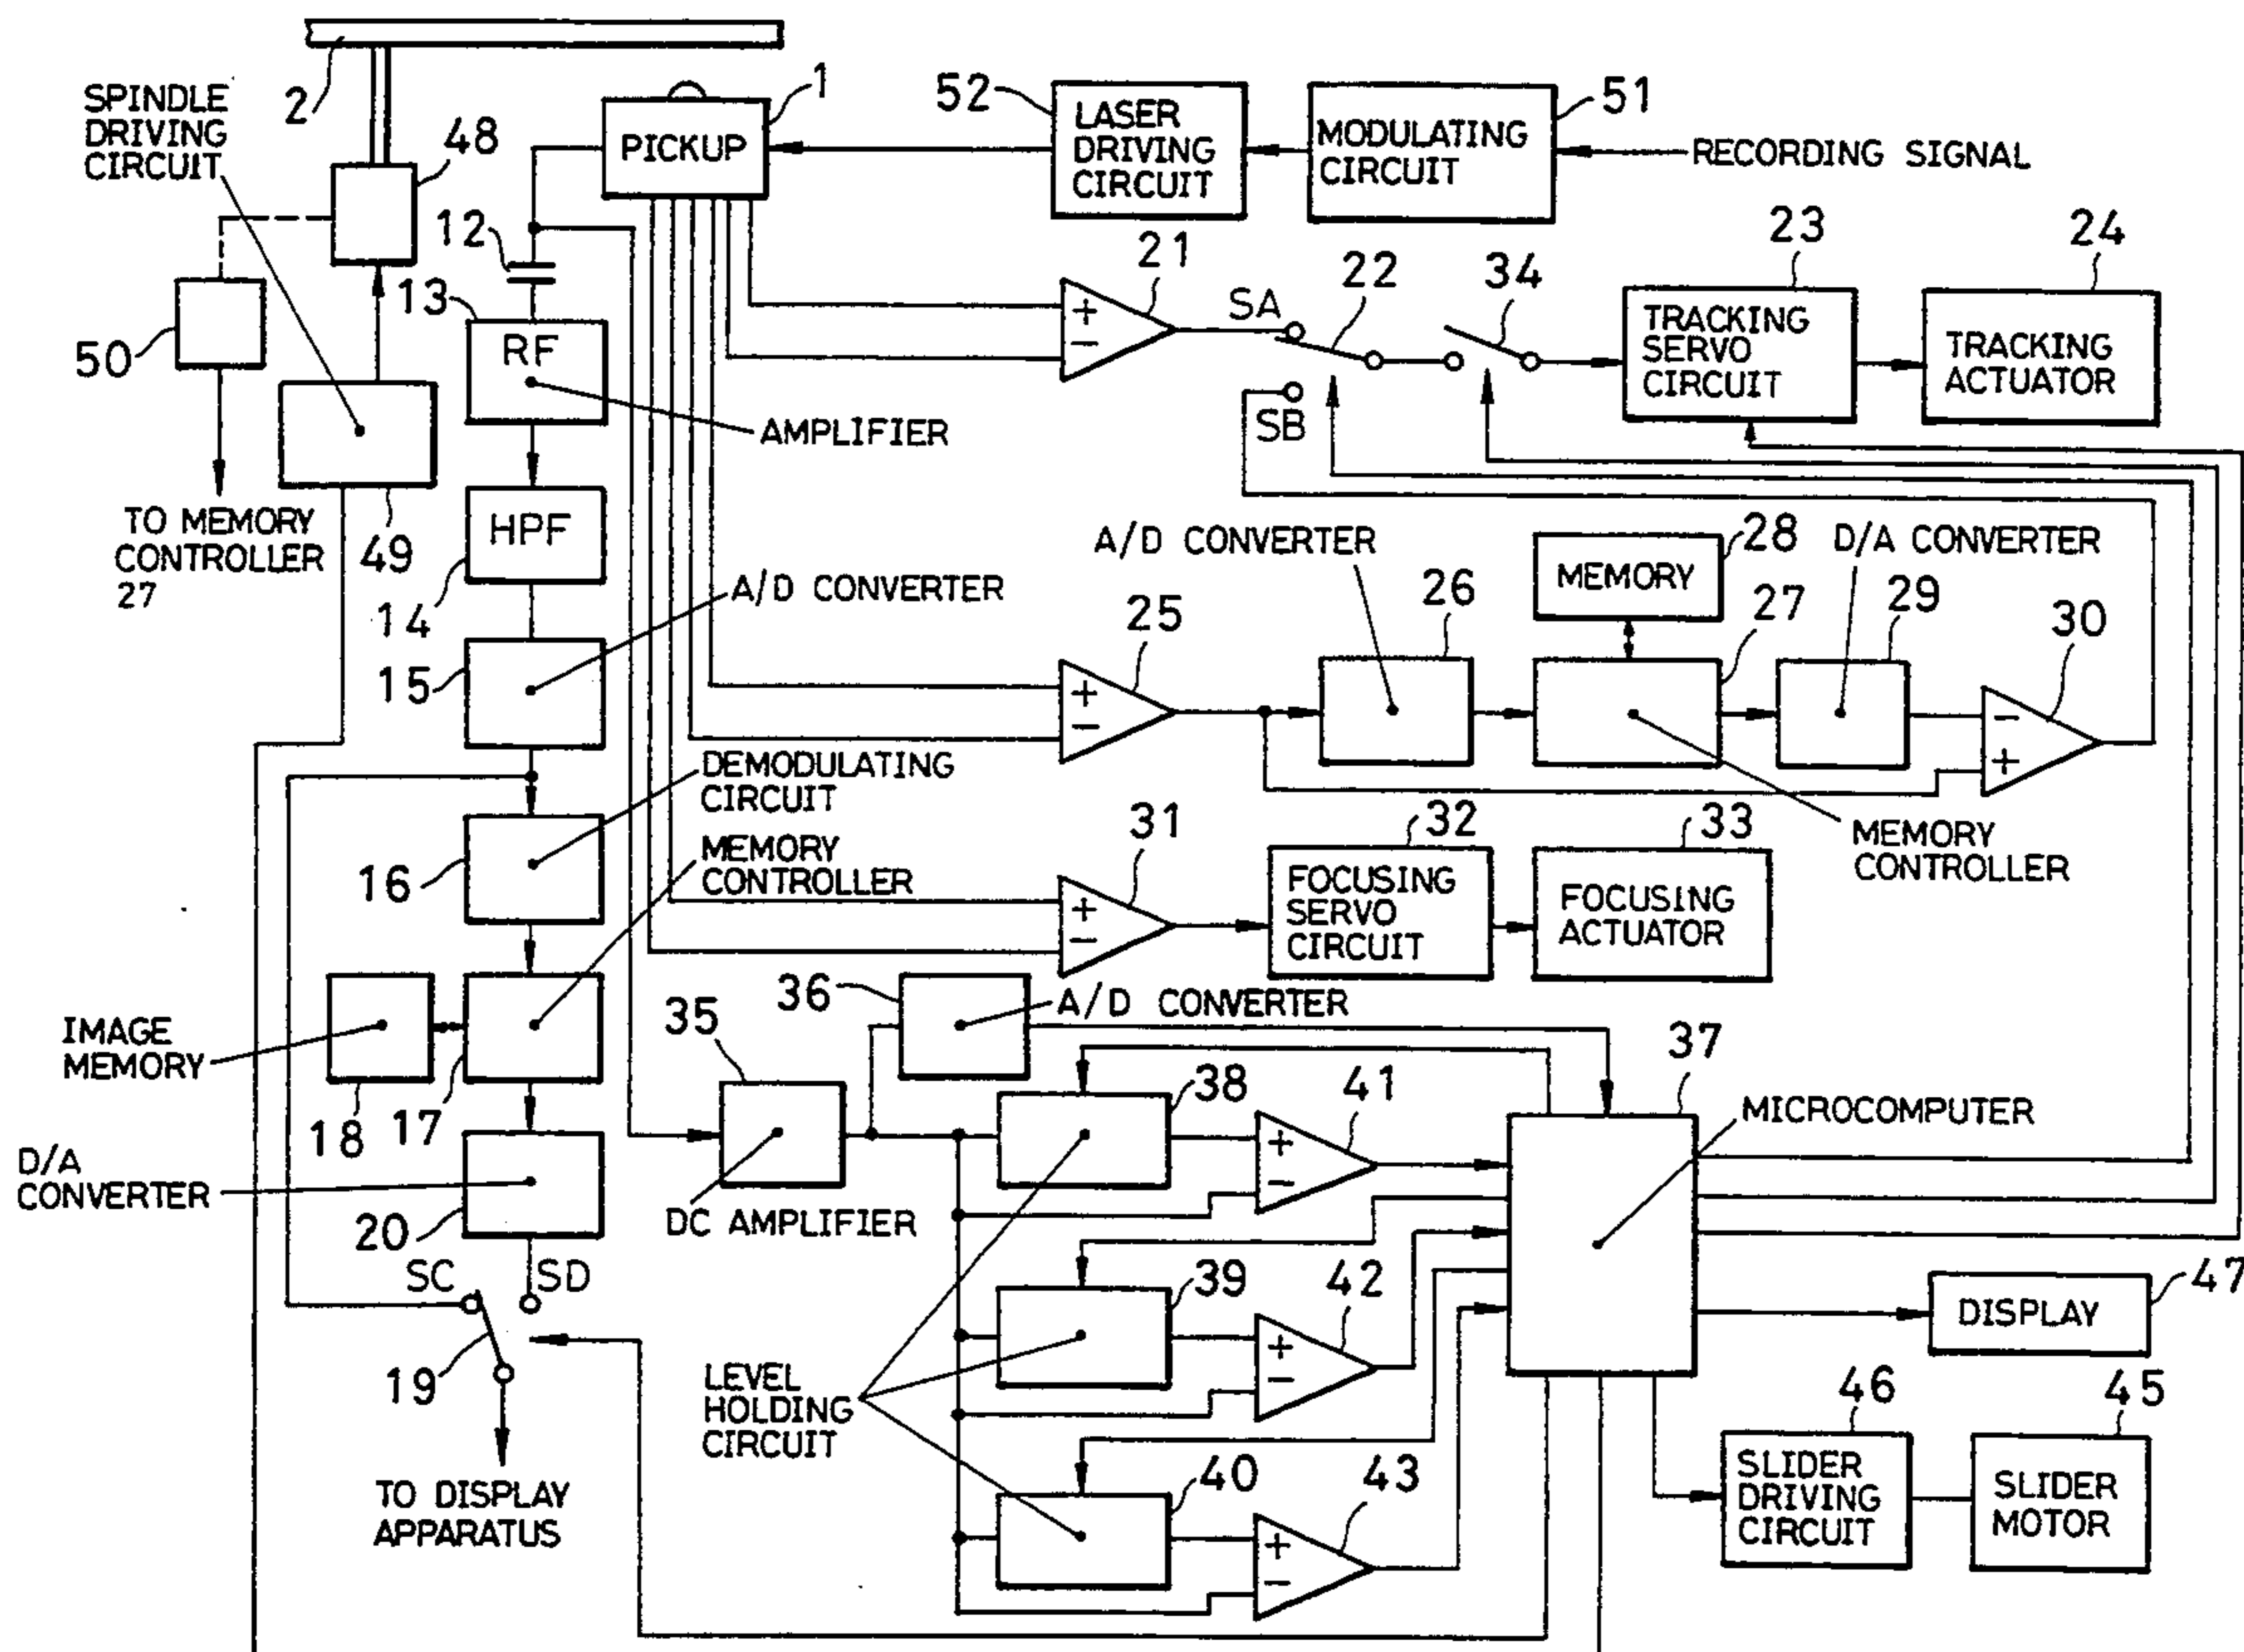 2
SPINDLE
DRIVING
CIRCUIT
48
50
TO MEMORY
CONTROLLER
27
49
1
PICKUP
52
LASER
DRIVING
CIRCUIT
51
MODULATING
CIRCUIT
RECORDING SIGNAL
12
13
RF
AMPLIFIER
HPF
14
A/D CONVERTER
15
DEMODULATING
CIRCUIT
16
MEMORY
CONTROLLER
IMAGE
MEMORY
18
17
D/A
CONVERTER
20
SC
SD
19
TO DISPLAY
APPARATUS
21
+
−
SA
22
SB
34
23
TRACKING
SERVO
CIRCUIT
24
TRACKING
ACTUATOR
25
+
−
A/D CONVERTER
26
28
MEMORY
27
D/A CONVERTER
29
30
−
+
MEMORY
CONTROLLER
31
+
−
32
FOCUSING
SERVO
CIRCUIT
33
FOCUSING
ACTUATOR
36
A/D CONVERTER
35
DC AMPLIFIER
38
41
+
−
37
MICROCOMPUTER
39
42
+
−
LEVEL
HOLDING
CIRCUIT
40
43
+
−
47
DISPLAY
46
SLIDER
DRIVING
CIRCUIT
45
SLIDER
MOTOR